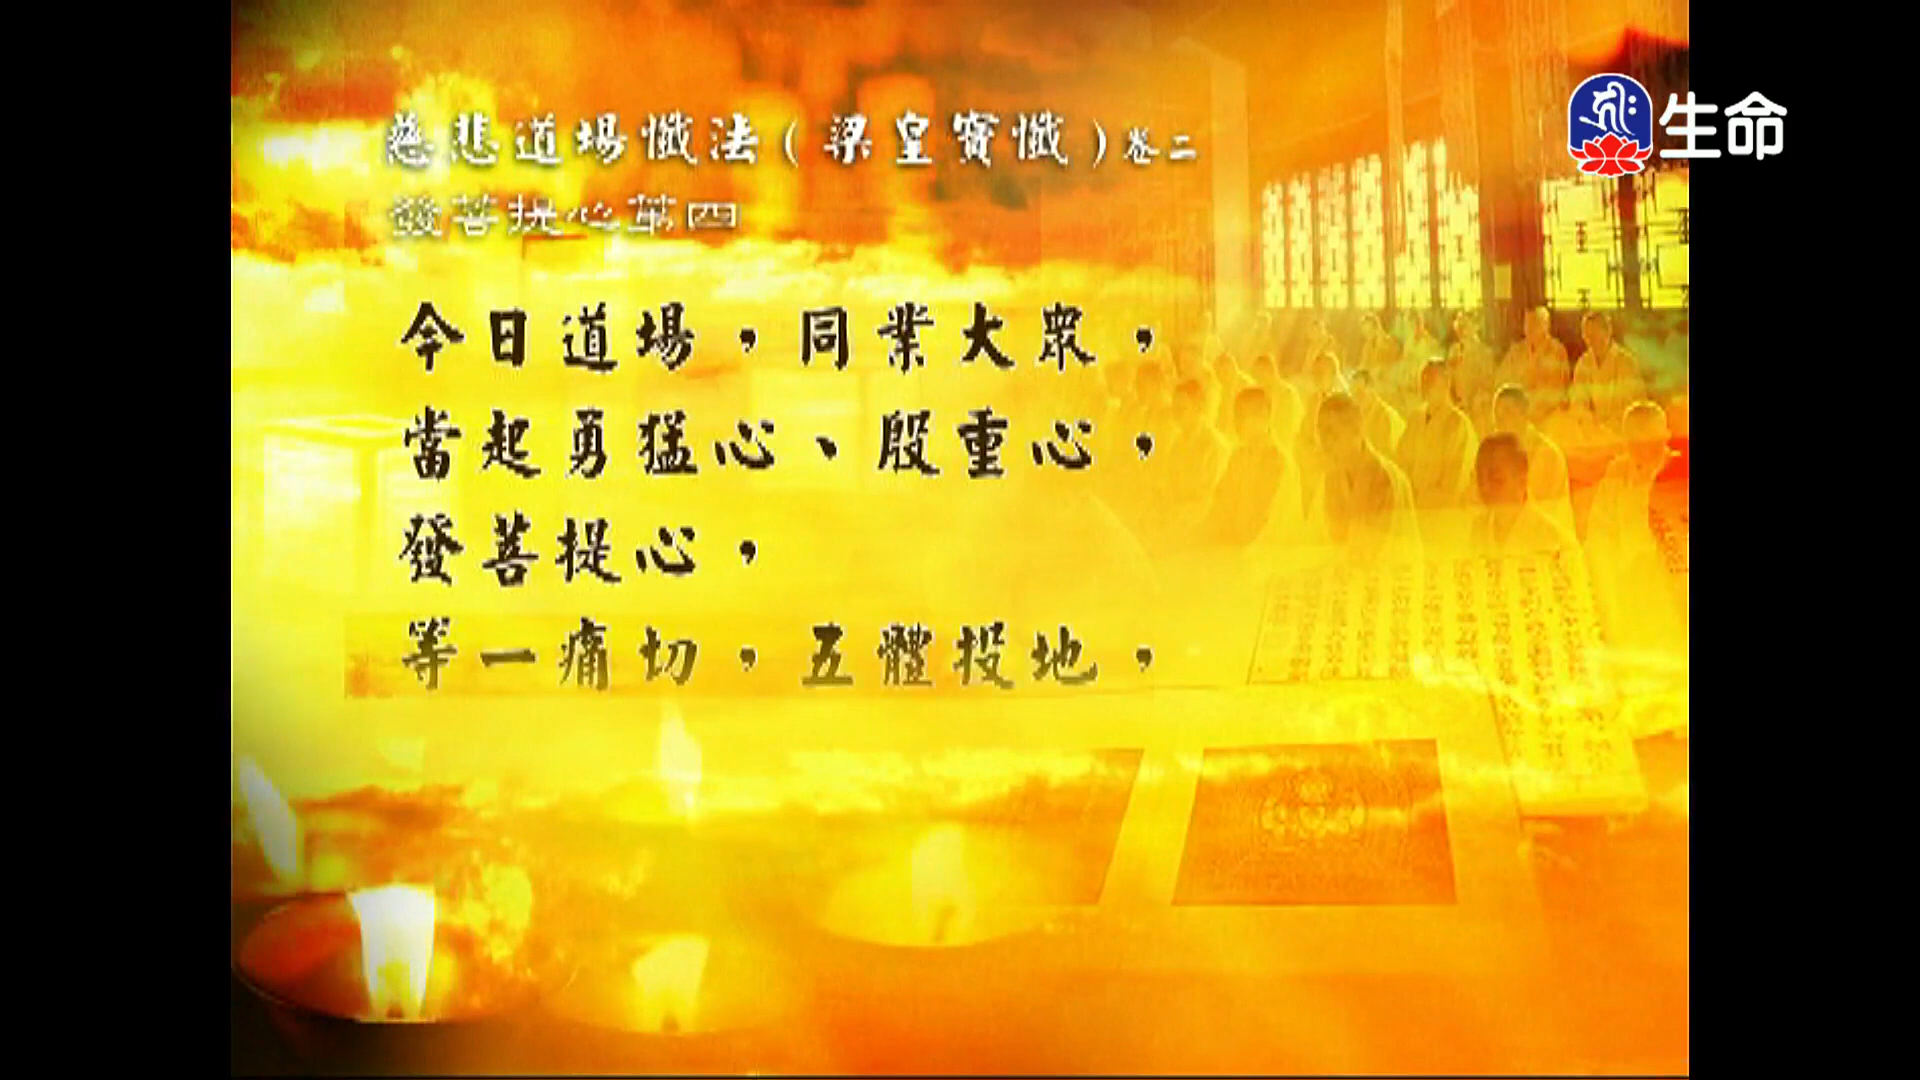 慈悲道場懺法(梁皇寶懺)卷二
發菩提心第四
生命
今日道場，同業大眾，
當起勇猛心、殷重心，
發菩提心，
等一痛切，五體投地，